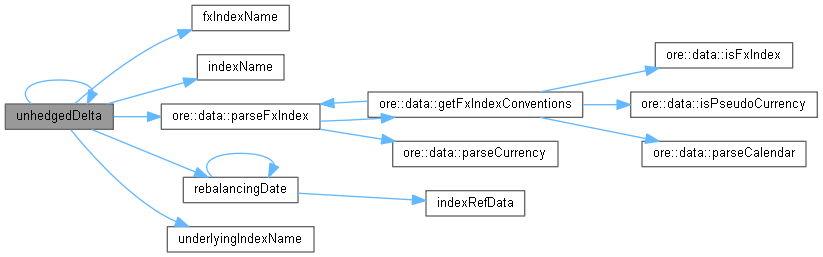 fxIndexName
ore::data::isFxIndex
indexName
ore::data::getFxIndexConventions
ore::data::isPseudoCurrency
unhedgedDelta
ore::data::parseFxIndex
ore::data::parseCurrency
ore::data::parseCalendar
rebalancingDate
indexRefData
underlyingIndexName